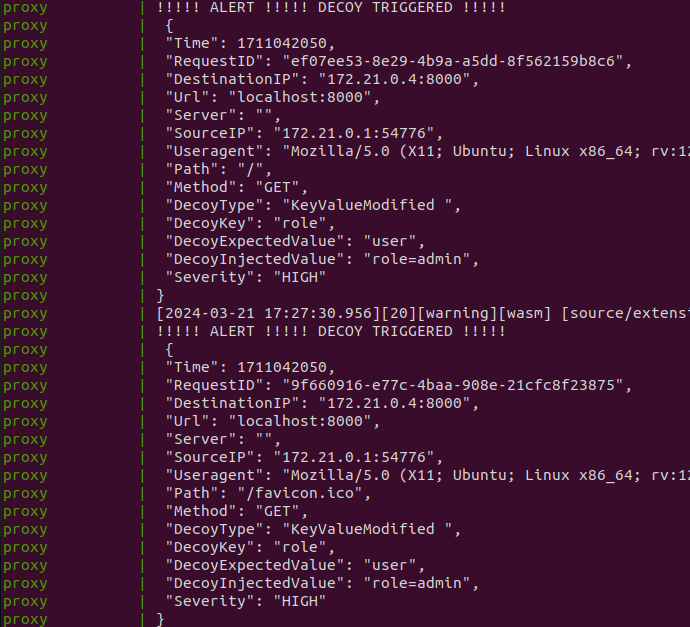 proxy | !!!!! ALERT !!!!! DECOY TRIGGERED !!!!!
proxy | {
proxy | "Time": 1711042050,
proxy | "RequestID": "ef07ee53-8e29-4b9a-a5dd-8f562159b8c6",
proxy | "DestinationIP": "172.21.0.4:8000",
proxy | "Url": "localhost:8000",
proxy | "Server": "",
proxy | "SourceIP": "172.21.0.1:54776",
proxy | "Useragent": "Mozilla/5.0 (X11; Ubuntu; Linux x86_64; rv:12
proxy | "Path": "/",
proxy | "Method": "GET",
proxy | "DecoyType": "KeyValueModified ",
proxy | "DecoyKey": "role",
proxy | "DecoyExpectedValue": "user",
proxy | "DecoyInjectedValue": "role=admin",
proxy | "Severity": "HIGH"
proxy | }
proxy | [2024-03-21 17:27:30.956][20][warning][wasm] [source/extensi
proxy | !!!!! ALERT !!!!! DECOY TRIGGERED !!!!!
proxy | {
proxy | "Time": 1711042050,
proxy | "RequestID": "9f660916-e77c-4baa-908e-21cfc8f23875",
proxy | "DestinationIP": "172.21.0.4:8000",
proxy | "Url": "localhost:8000",
proxy | "Server": "",
proxy | "SourceIP": "172.21.0.1:54776",
proxy | "Useragent": "Mozilla/5.0 (X11; Ubuntu; Linux x86_64; rv:12
proxy | "Path": "/favicon.ico",
proxy | "Method": "GET",
proxy | "DecoyType": "KeyValueModified ",
proxy | "DecoyKey": "role",
proxy | "DecoyExpectedValue": "user",
proxy | "DecoyInjectedValue": "role=admin",
proxy | "Severity": "HIGH"
proxy | }